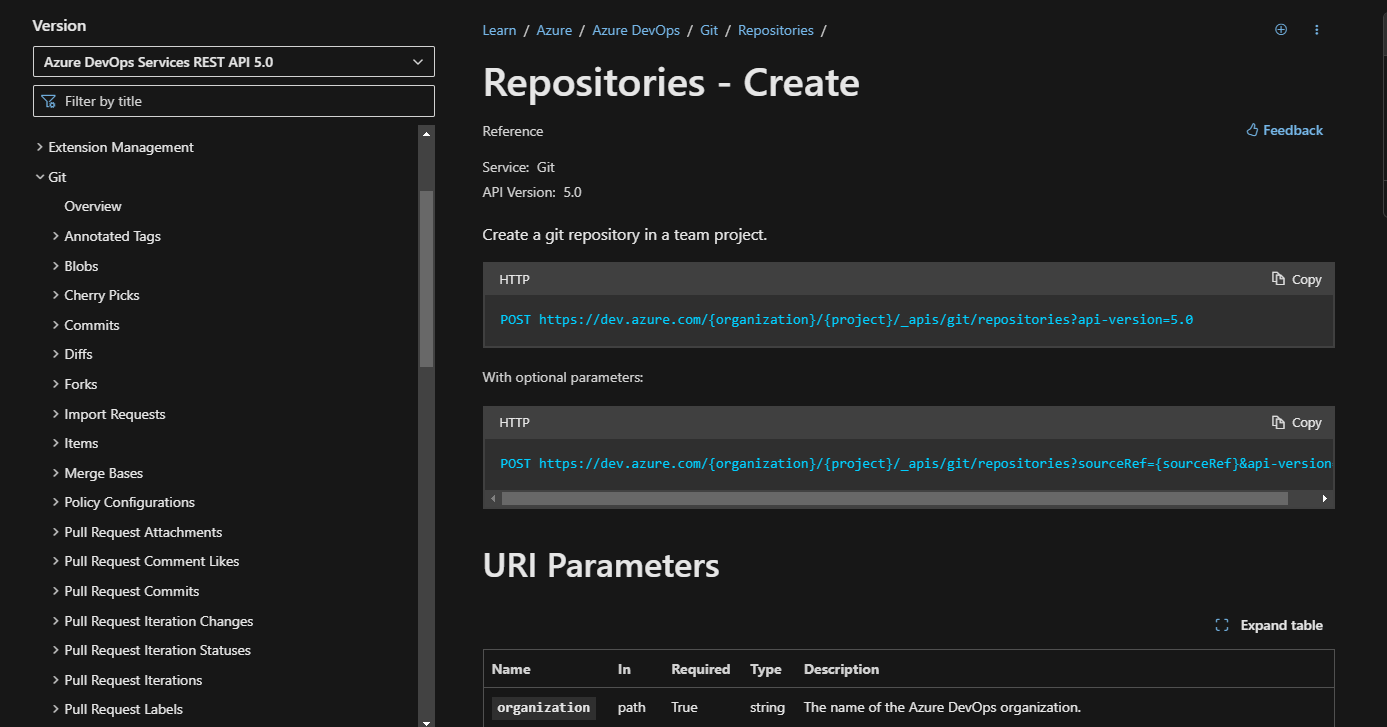 Version
Azure DevOps Services REST API 5.0
Filter by title
Extension Management
Git
Overview
Annotated Tags
Blobs
Cherry Picks
Commits
Diffs
Forks
Import Requests
Items
Merge Bases
Policy Configurations
Pull Request Attachments
Pull Request Comment Likes
Pull Request Commits
Pull Request Iteration Changes
Pull Request Iteration Statuses
Pull Request Iterations
Pull Request Labels
Learn / Azure / Azure DevOps / Git / Repositories /
Repositories - Create
Reference
Feedback
Service: Git
API Version: 5.0
Create a git repository in a team project.
HTTP Copy
POST https://dev.azure.com/{organization}/{project}/_apis/git/repositories?api-version=5.0
With optional parameters:
HTTP Copy
POST https://dev.azure.com/{organization}/{project}/_apis/git/repositories?sourceRef={sourceRef}&api-version
URI Parameters
Expand table
Name In Required Type Description
organization path True string The name of the Azure DevOps organization.